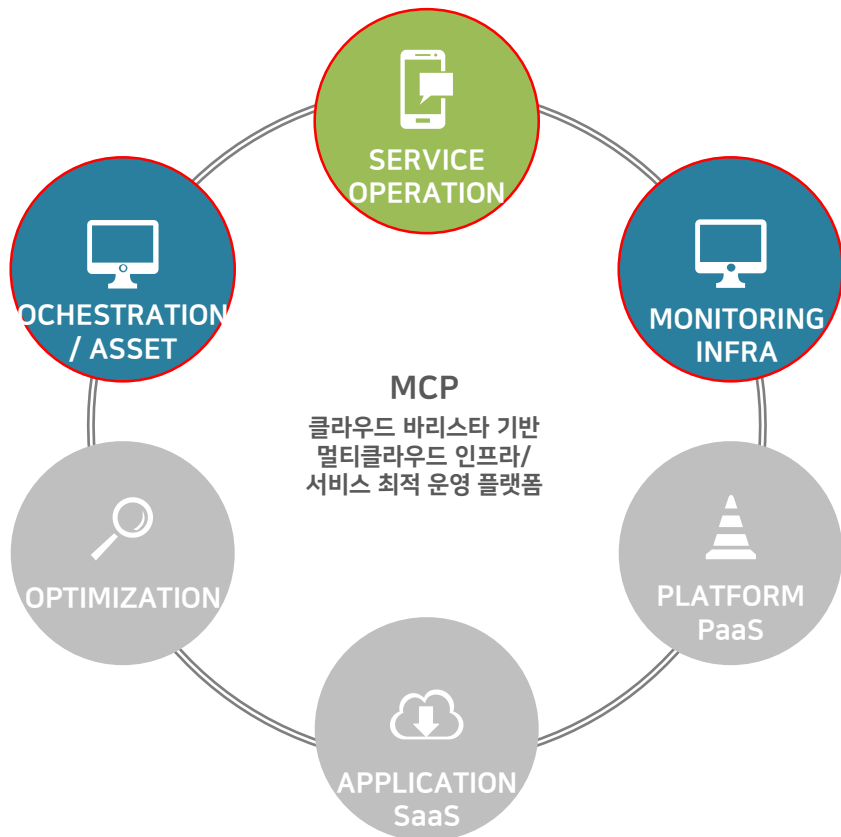 SERVICE
OPERATION
OCHESTRATION
/ ASSET
MONITORING
INFRA
MCP
클라우드 바리스타 기반
멀티클라우드 인프라/
서비스 최적 운영 플랫폼
OPTIMIZATION
PLATFORM
PaaS
APPLICATION
SaaS